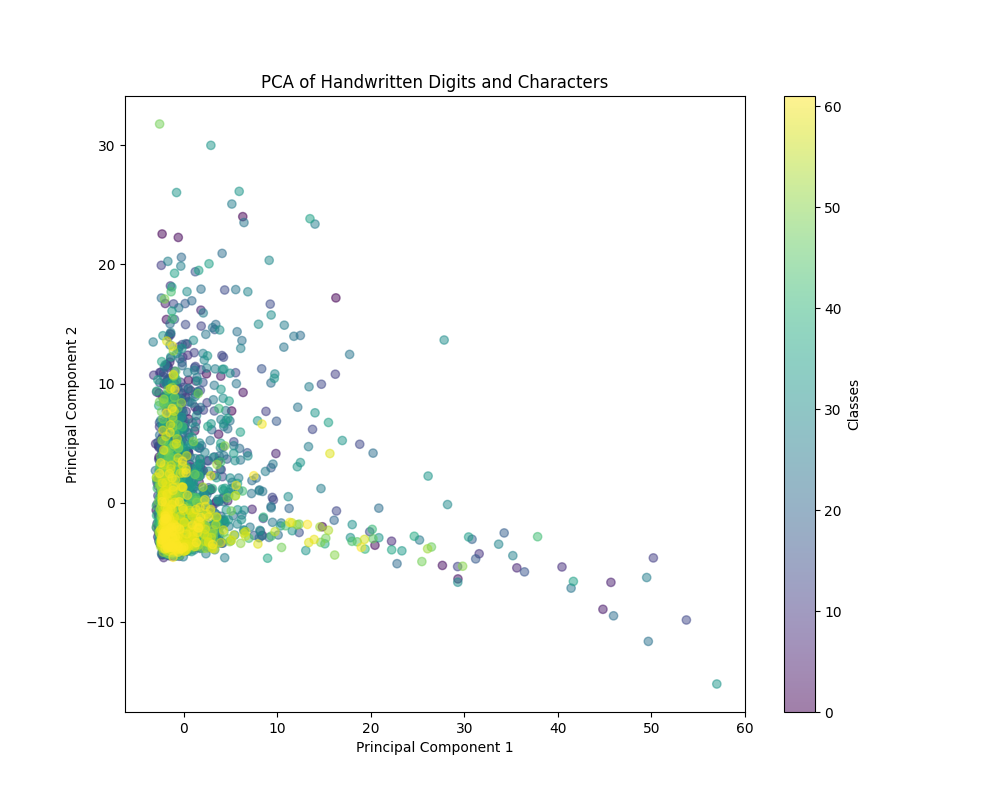 PCA of Handwritten Digits and Characters
Principal Component 2
30
20
10
0
−10
0 10 20 30 40 50 60
Principal Component 1
60
50
40
30
20
10
0
Classes